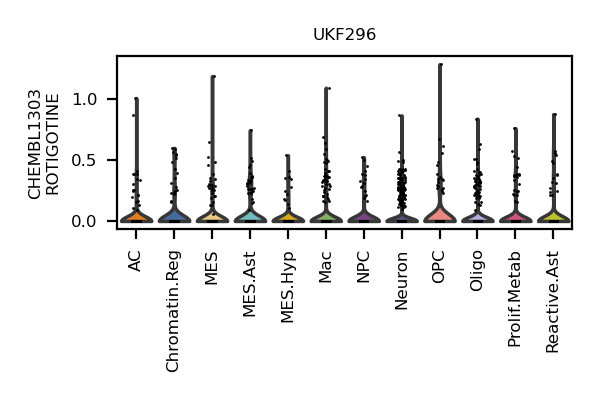 UKF296
CHEMBL1303
ROTIGOTINE
1.0
0.5
0.0
AC
Chromatin.Reg
MES
MES.Ast
MES.Hyp
Mac
NPC
Neuron
OPC
Oligo
Prolif.Metab
Reactive.Ast